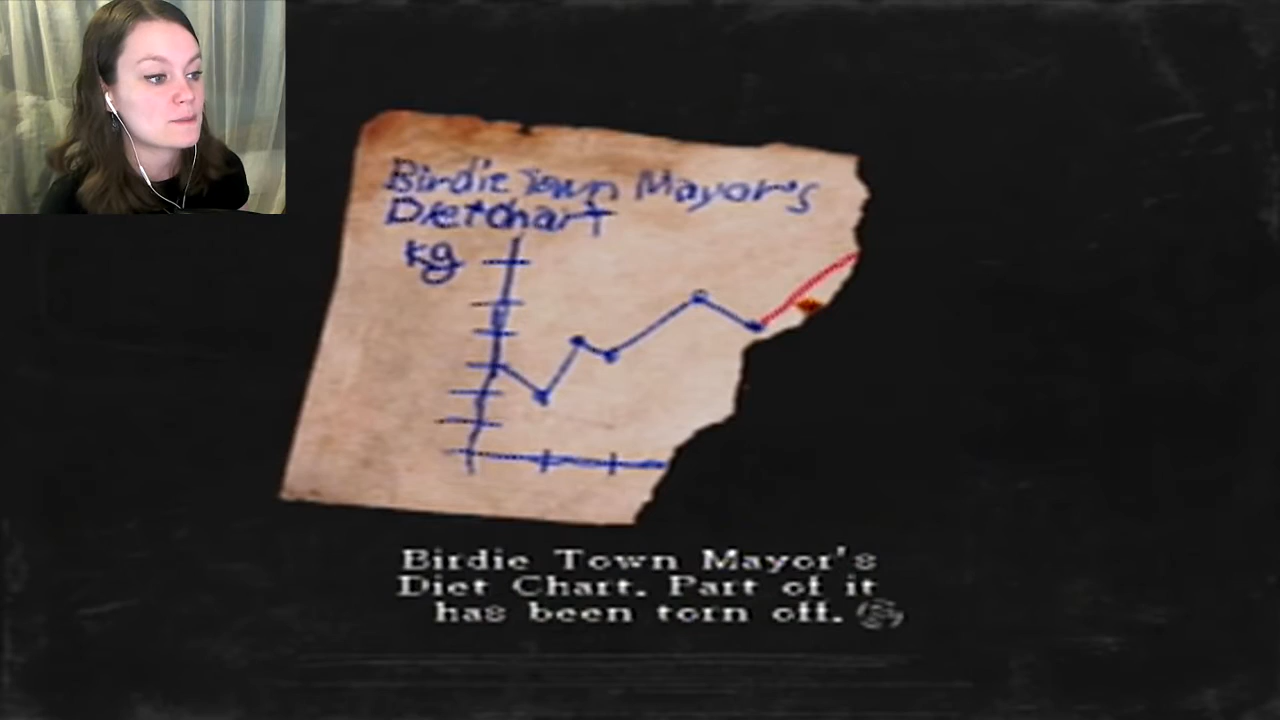 Birdie Town Mayor's
Diet Chart
kg
Birdie Town Mayor's
Diet Chart. Part of it
has been torn off.